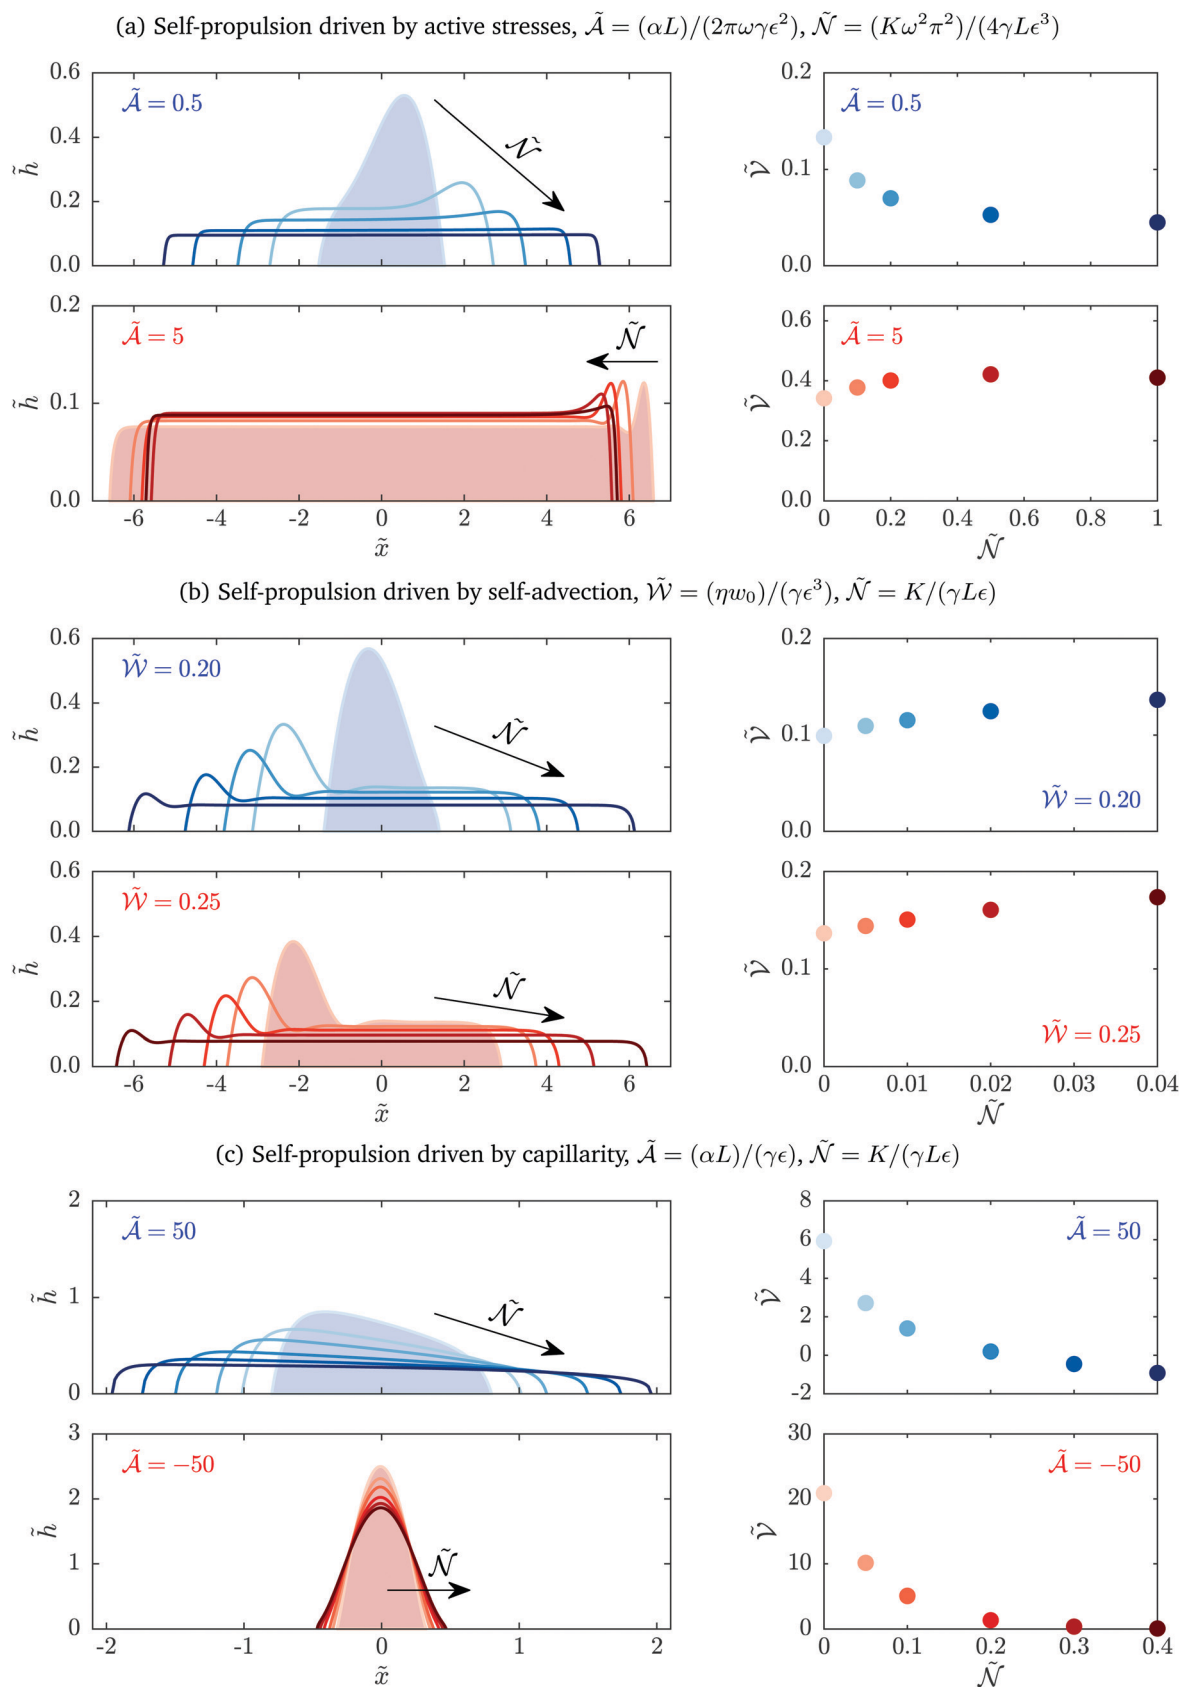 (a) Self-propulsion driven by active stresses, 𝒜̃ = (αL)/(2πωγϵ²), 𝒩̃ = (Kω²π²)/(4γLϵ³)
0.6
0.4
0.2
0.0
h̃
𝒜̃ = 0.5
𝒩̃
0.2
0.1
0.0
𝒱̃
𝒜̃ = 0.5
0.2
0.1
0.0
h̃
𝒜̃ = 5
𝒩̃
-6 -4 -2 0 2 4 6
x̃
0.6
0.4
0.2
0.0
𝒱̃
𝒜̃ = 5
0 0.2 0.4 0.6 0.8 1
𝒩̃
(b) Self-propulsion driven by self-advection, 𝒲̃ = (ηw₀)/(γϵ³), 𝒩̃ = K/(γLϵ)
0.6
0.4
0.2
0.0
h̃
𝒲̃ = 0.20
𝒩̃
0.2
0.1
0.0
𝒱̃
𝒲̃ = 0.20
0.6
0.4
0.2
0.0
h̃
𝒲̃ = 0.25
𝒩̃
-6 -4 -2 0 2 4 6
x̃
0.2
0.1
0.0
𝒱̃
𝒲̃ = 0.25
0 0.01 0.02 0.03 0.04
𝒩̃
(c) Self-propulsion driven by capillarity, 𝒜̃ = (αL)/(γϵ), 𝒩̃ = K/(γLϵ)
2
1
0
h̃
𝒜̃ = 50
𝒩̃
8
6
4
2
0
-2
𝒱̃
𝒜̃ = 50
3
2
1
0
h̃
𝒜̃ = −50
𝒩̃
-2 -1 0 1 2
x̃
30
20
10
0
𝒱̃
𝒜̃ = −50
0 0.1 0.2 0.3 0.4
𝒩̃